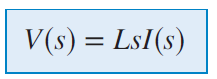 V(s) = LsI(s)